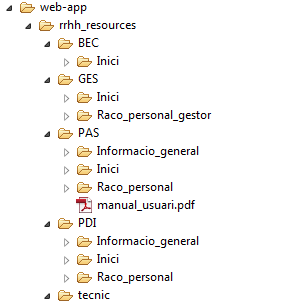 web-app
rrhh_resources
BEC
Inici
GES
Inici
Raco_personal_gestor
PAS
Informacio_general
Inici
Raco_personal
manual_usuari.pdf
PDI
Informacio_general
Inici
Raco_personal
tecnic